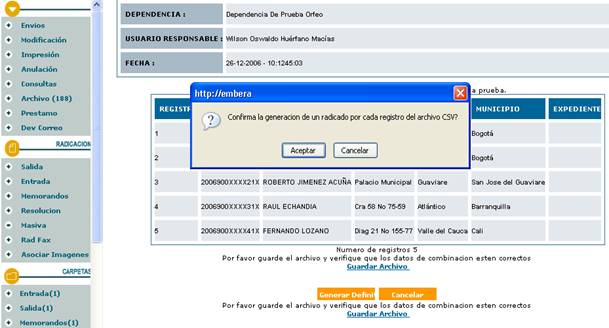 Envios
Modificación
Impresión
Anulación
Consultas
Archivo (188)
Prestamo
Dev Correo
RADICACION
Salida
Entrada
Memorandos
Resolucion
Masiva
Rad Fax
Asociar Imagenes
CARPETAS
Entrada(1)
Salida(1)
Memorandos(1)
DEPENDENCIA : Dependencia De Prueba Orfeo
USUARIO RESPONSABLE : Wilson Oswaldo Huérfano Macías
FECHA : 26-12-2006 - 10:1245:03
a prueba.
http://embera
Confirma la generacion de un radicado por cada registro del archivo CSV?
Aceptar Cancelar
REGISTR MUNICIPIO EXPEDIENTE
1 Bogotá
2 Bogotá
3 2006900XXXX21X ROBERTO JIMENEZ ACUÑA Palacio Municipal Guaviare San Jose del Guaviare
4 2006900XXXX31X RAUL ECHANDIA Cra 58 No 75-59 Atlántico Barranquilla
5 2006900XXXX41X FERNANDO LOZANO Diag 21 No 155-77 Valle del Cauca Cali
Numero de registros 5
Por favor guarde el archivo y verifique que los datos de combinacion esten correctos
Guardar Archivo
Generar Definit Cancelar
Por favor guarde el archivo y verifique que los datos de combinacion esten correctos
Guardar Archivo